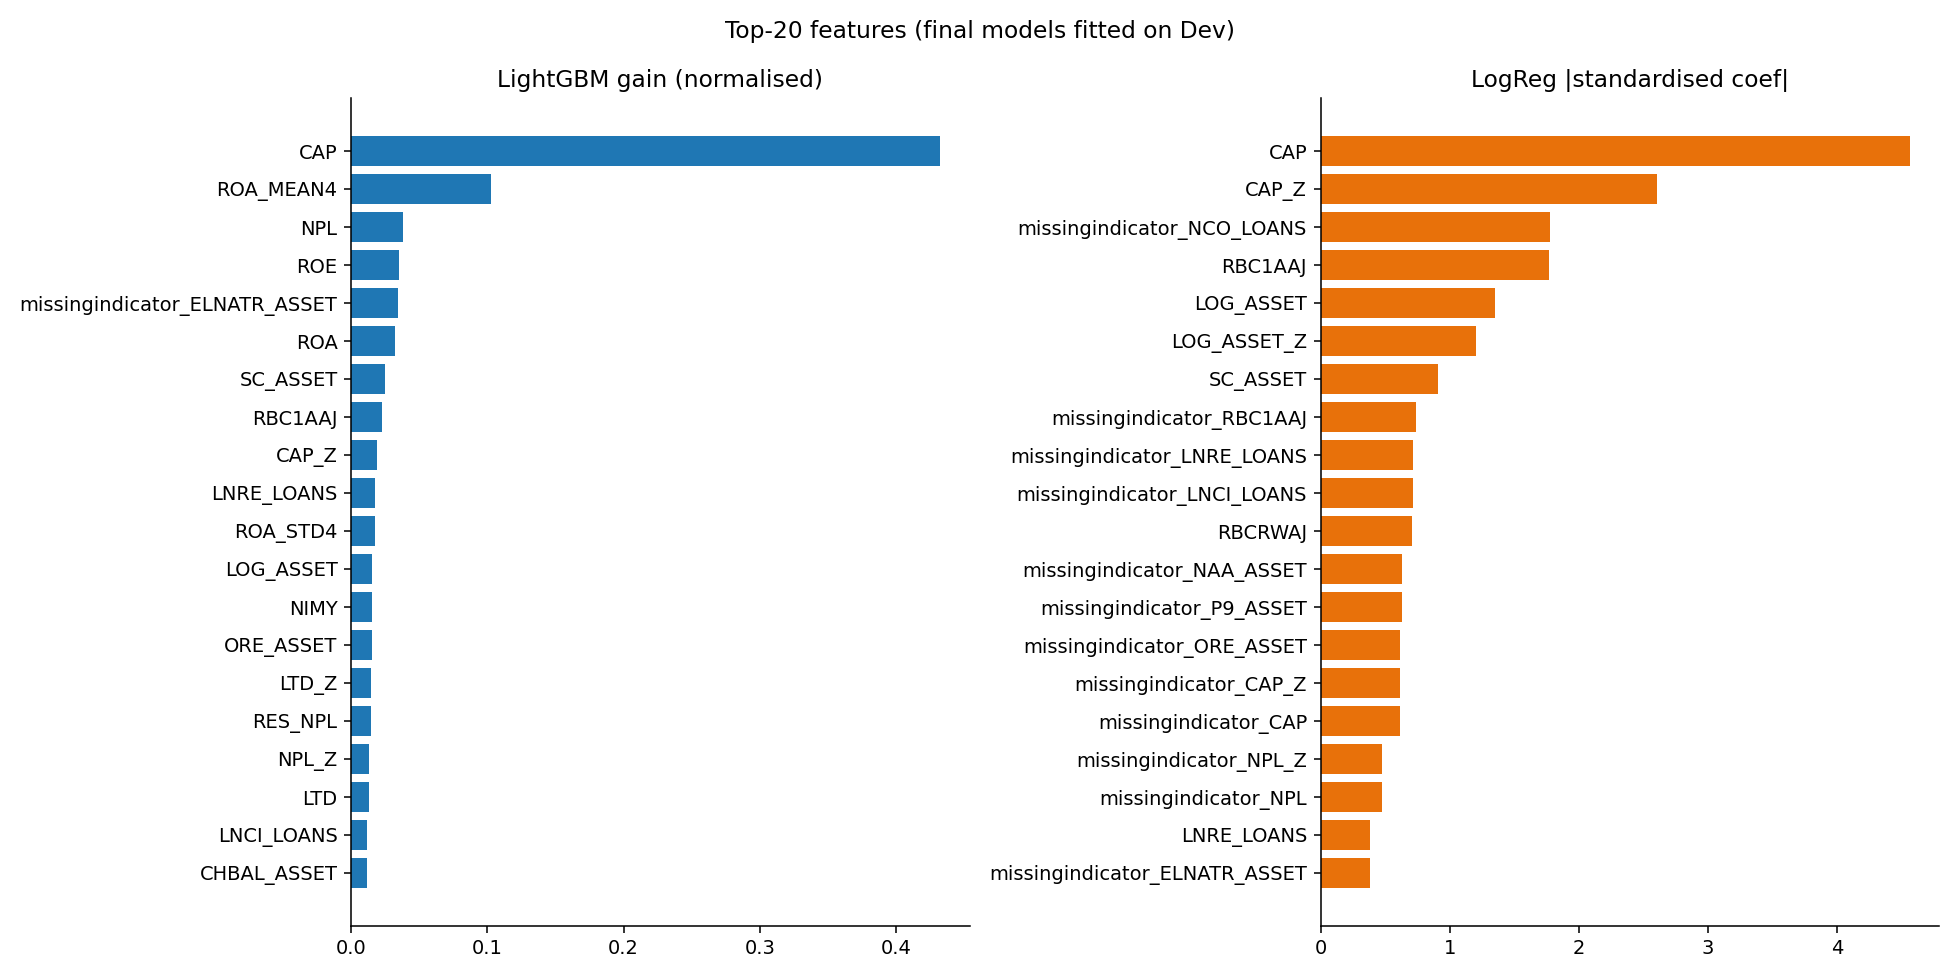 Top-20 features (final models fitted on Dev)
LightGBM gain (normalised)
CAP
ROA_MEAN4
NPL
ROE
missingindicator_ELNATR_ASSET
ROA
SC_ASSET
RBC1AAJ
CAP_Z
LNRE_LOANS
ROA_STD4
LOG_ASSET
NIMY
ORE_ASSET
LTD_Z
RES_NPL
NPL_Z
LTD
LNCI_LOANS
CHBAL_ASSET
0.0 0.1 0.2 0.3 0.4
LogReg |standardised coef|
CAP
CAP_Z
missingindicator_NCO_LOANS
RBC1AAJ
LOG_ASSET
LOG_ASSET_Z
SC_ASSET
missingindicator_RBC1AAJ
missingindicator_LNRE_LOANS
missingindicator_LNCI_LOANS
RBCRWAJ
missingindicator_NAA_ASSET
missingindicator_P9_ASSET
missingindicator_ORE_ASSET
missingindicator_CAP_Z
missingindicator_CAP
missingindicator_NPL_Z
missingindicator_NPL
LNRE_LOANS
missingindicator_ELNATR_ASSET
0 1 2 3 4